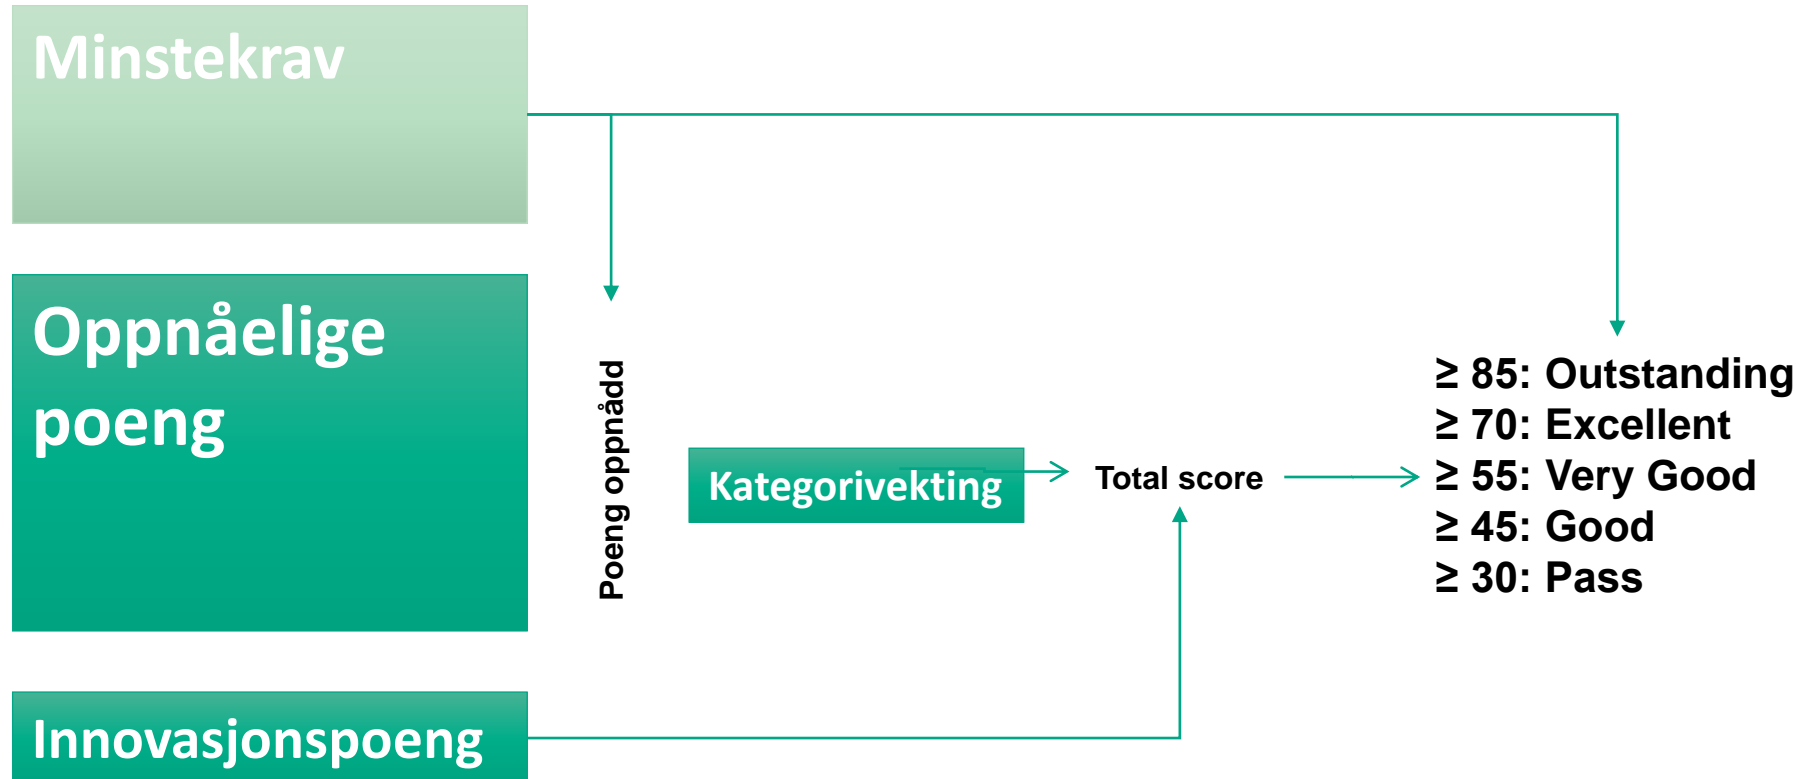 Minstekrav
Oppnåelige
poeng
Innovasjonspoeng
Poeng oppnådd
Kategorivekting
Total score
≥ 85: Outstanding
≥ 70: Excellent
≥ 55: Very Good
≥ 45: Good
≥ 30: Pass